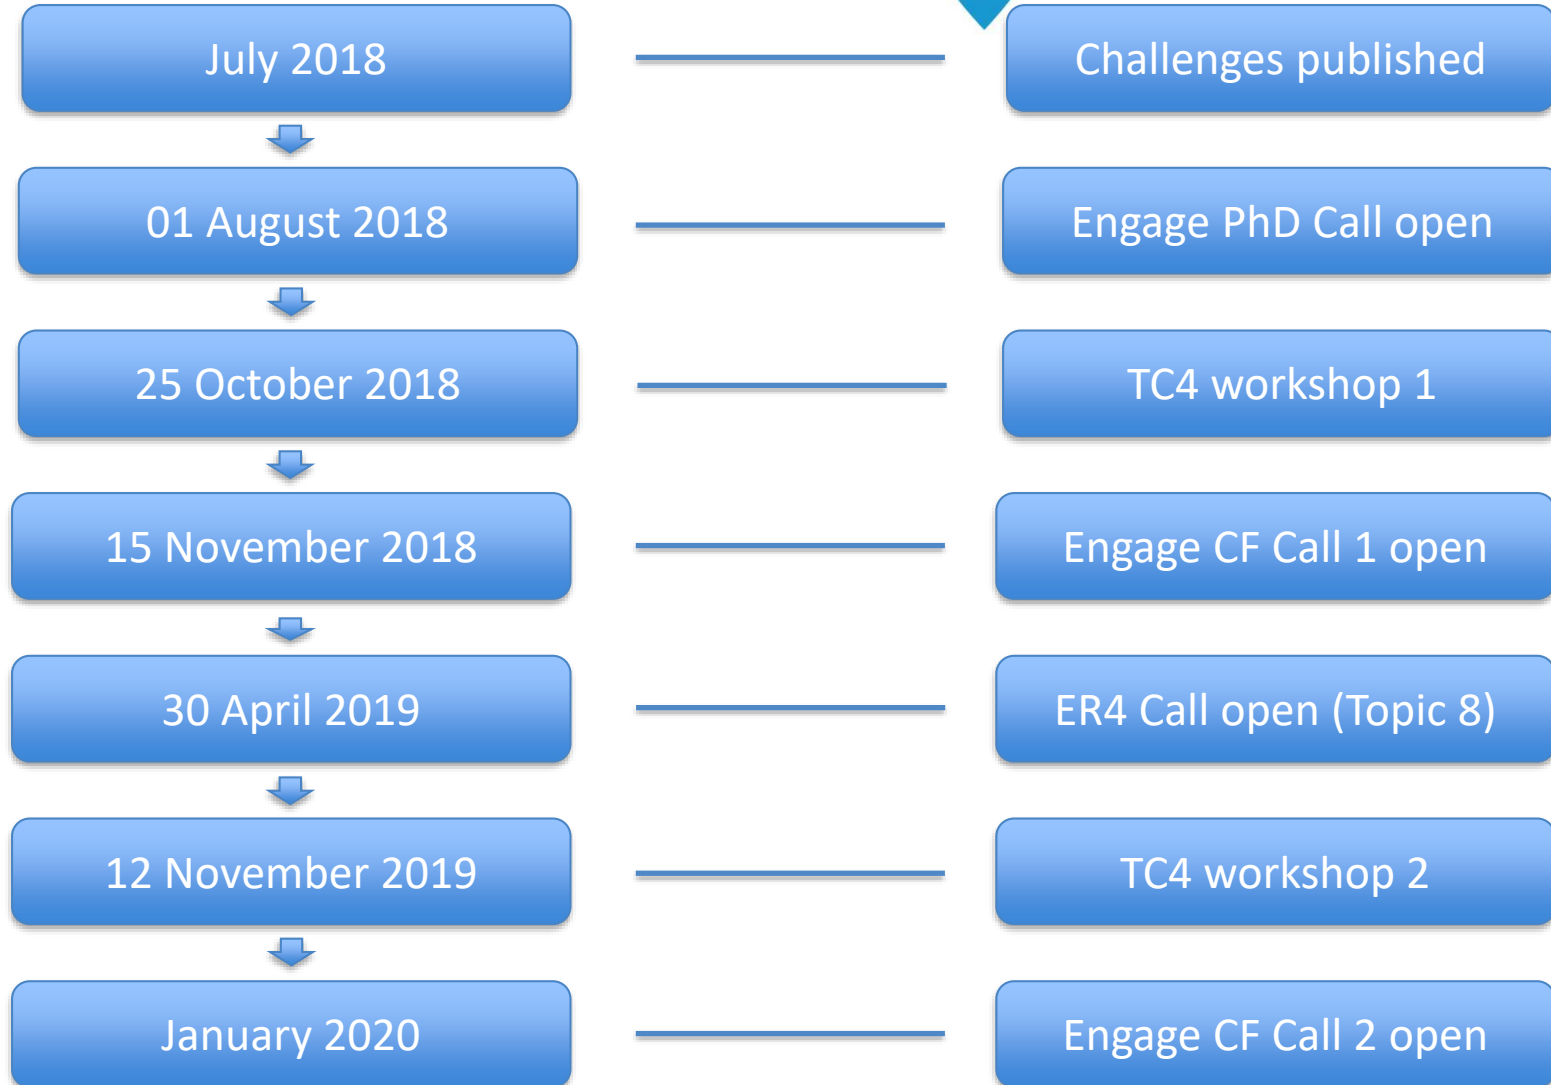 July 2018
Challenges published
01 August 2018
Engage PhD Call open
25 October 2018
TC4 workshop 1
15 November 2018
Engage CF Call 1 open
30 April 2019
ER4 Call open (Topic 8)
12 November 2019
TC4 workshop 2
January 2020
Engage CF Call 2 open